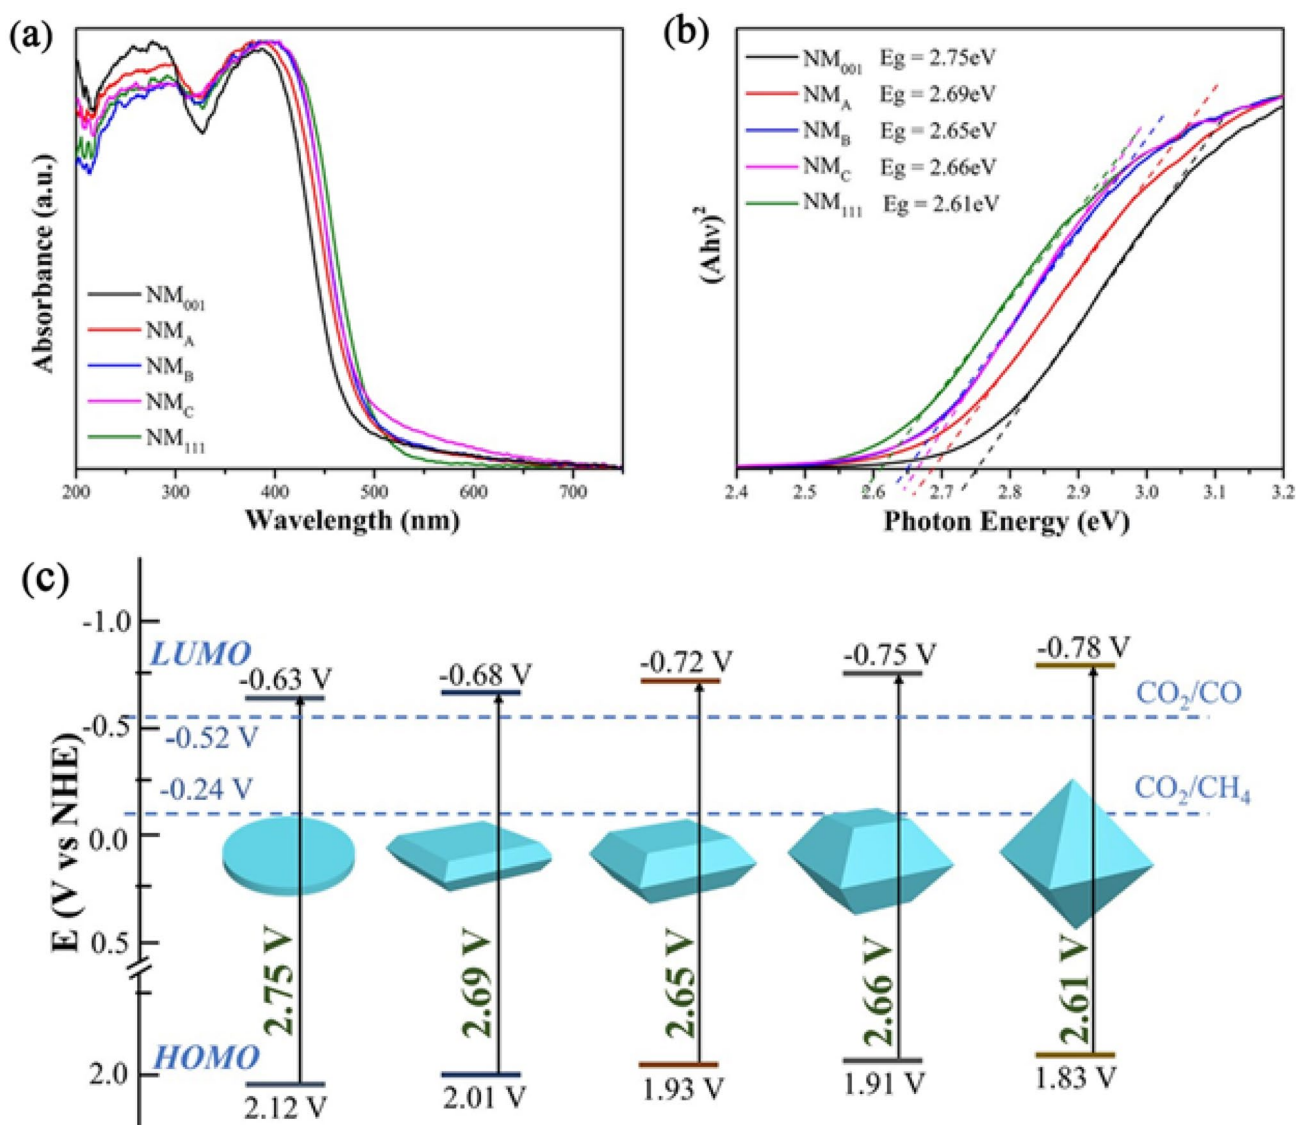 (a)
Absorbance (a.u.)
NM001
NMA
NMB
NMC
NM111
200 300 400 500 600 700
Wavelength (nm)
(b)
(Ahν)2
NM001 Eg = 2.75eV
NMA Eg = 2.69eV
NMB Eg = 2.65eV
NMC Eg = 2.66eV
NM111 Eg = 2.61eV
2.4 2.5 2.6 2.7 2.8 2.9 3.0 3.1 3.2
Photon Energy (eV)
(c)
E (V vs NHE)
-1.0
-0.5
0.0
0.5
2.0
LUMO
-0.63 V
-0.68 V
-0.72 V
-0.75 V
-0.78 V
CO2/CO
-0.52 V
-0.24 V
CO2/CH4
2.75 V
2.69 V
2.65 V
2.66 V
2.61 V
HOMO
2.12 V
2.01 V
1.93 V
1.91 V
1.83 V